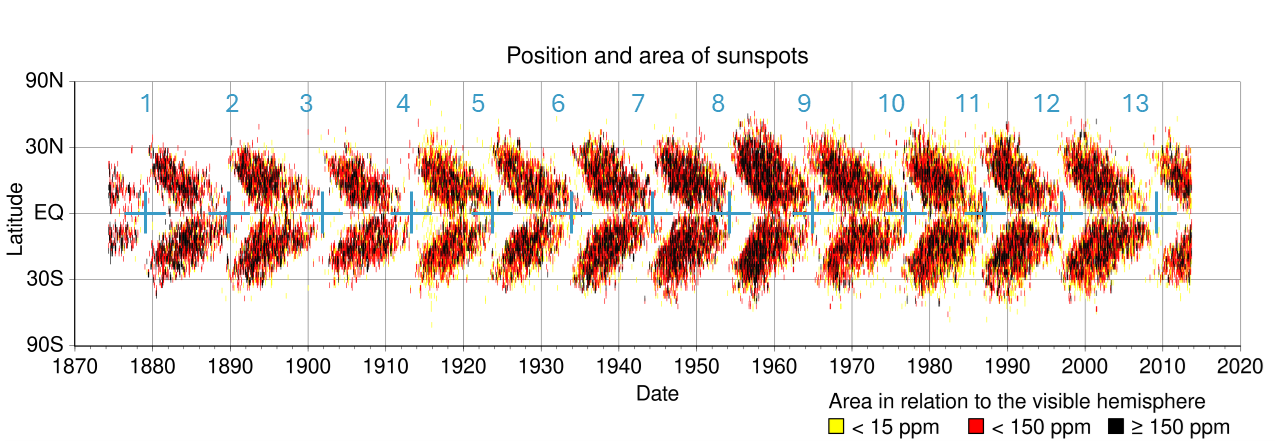 Position and area of sunspots
90N
1 2 3 4 5 6 7 8 9 10 11 12 13
30N
Latitude
EQ
30S
90S
1870 1880 1890 1900 1910 1920 1930 1940 1950 1960 1970 1980 1990 2000 2010 2020
Date
Area in relation to the visible hemisphere
< 15 ppm < 150 ppm ≥ 150 ppm